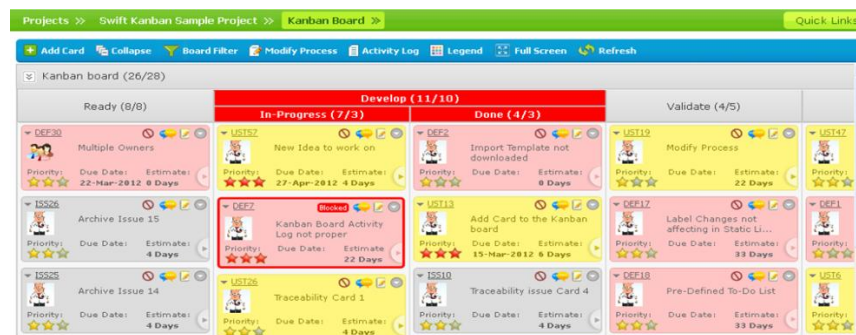 Projects » Swift Kanban Sample Project » Kanban Board » Quick Links
Add Card Collapse Board Filter Modify Process Activity Log Legend Full Screen Refresh
Kanban board (26/28)
Ready (8/8)
Develop (11/10)
In-Progress (7/3)
Done (4/3)
Validate (4/5)
DEF30
Multiple Owners
Priority: Due Date: Estimate:
22-Mar-2012 0 Days
ISS26
Archive Issue 15
Priority: Due Date: Estimate:
4 Days
ISS25
Archive Issue 14
Priority: Due Date: Estimate:
4 Days
UST57
New Idea to work on
Priority: Due Date: Estimate:
27-Apr-2012 4 Days
DEF7 Blocked
Kanban Board Activity
Log not proper
Priority: Due Date: Estimate
22 Days
UST26
Traceability Card 1
Priority: Due Date: Estimate:
4 Days
DEF2
Import Template not
downloaded
Priority: Due Date: Estimate:
0 Days
UST13
Add Card to the Kanban
board
Priority: Due Date: Estimate:
15-Mar-2012 6 Days
ISS10
Traceability issue Card 4
Priority: Due Date: Estimate:
4 Days
UST19
Modify Process
Priority: Due Date: Estimate:
22 Days
DEF17
Label Changes not
affecting in Static Li...
Priority: Due Date: Estimate:
33 Days
DEF18
Pre-Defined To-Do List
Priority: Due Date: Estimate:
33 Days
UST47
Priority:
DEF1
Priority:
UST6
Priority: